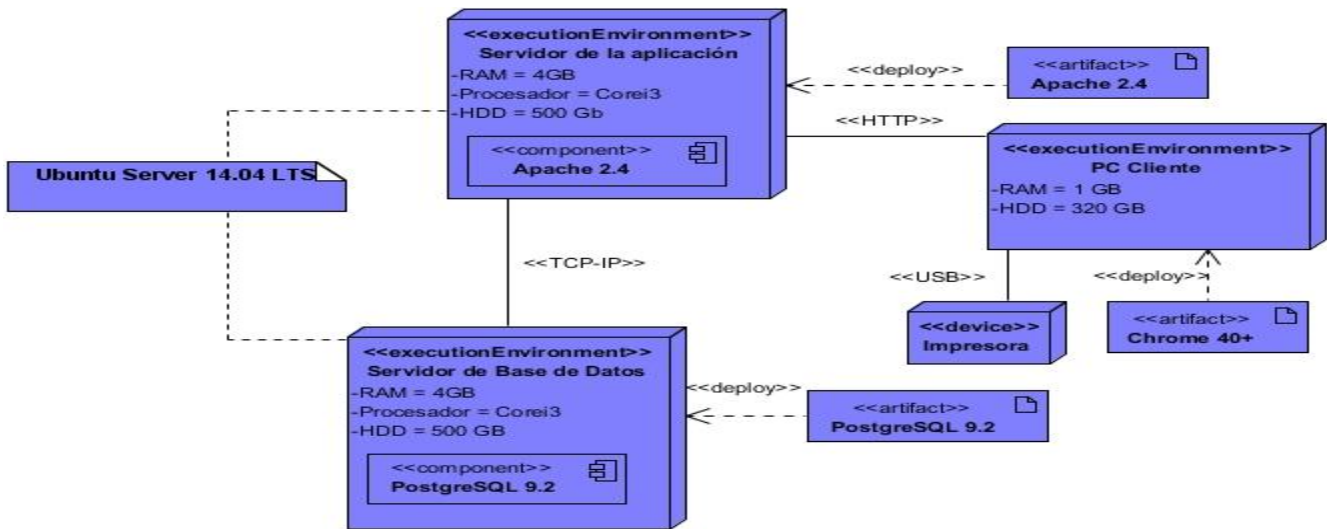 <<executionEnvironment>>
Servidor de la aplicación
-RAM = 4GB
-Procesador = Corei3
-HDD = 500 Gb
<<component>>
Apache 2.4
<<deploy>>
<<artifact>>
Apache 2.4
<<HTTP>>
<<executionEnvironment>>
PC Cliente
-RAM = 1 GB
-HDD = 320 GB
Ubuntu Server 14.04 LTS
<<TCP-IP>>
<<USB>>
<<deploy>>
<<device>>
Impresora
<<artifact>>
Chrome 40+
<<executionEnvironment>>
Servidor de Base de Datos
-RAM = 4GB
-Procesador = Corei3
-HDD = 500 GB
<<component>>
PostgreSQL 9.2
<<deploy>>
<<artifact>>
PostgreSQL 9.2